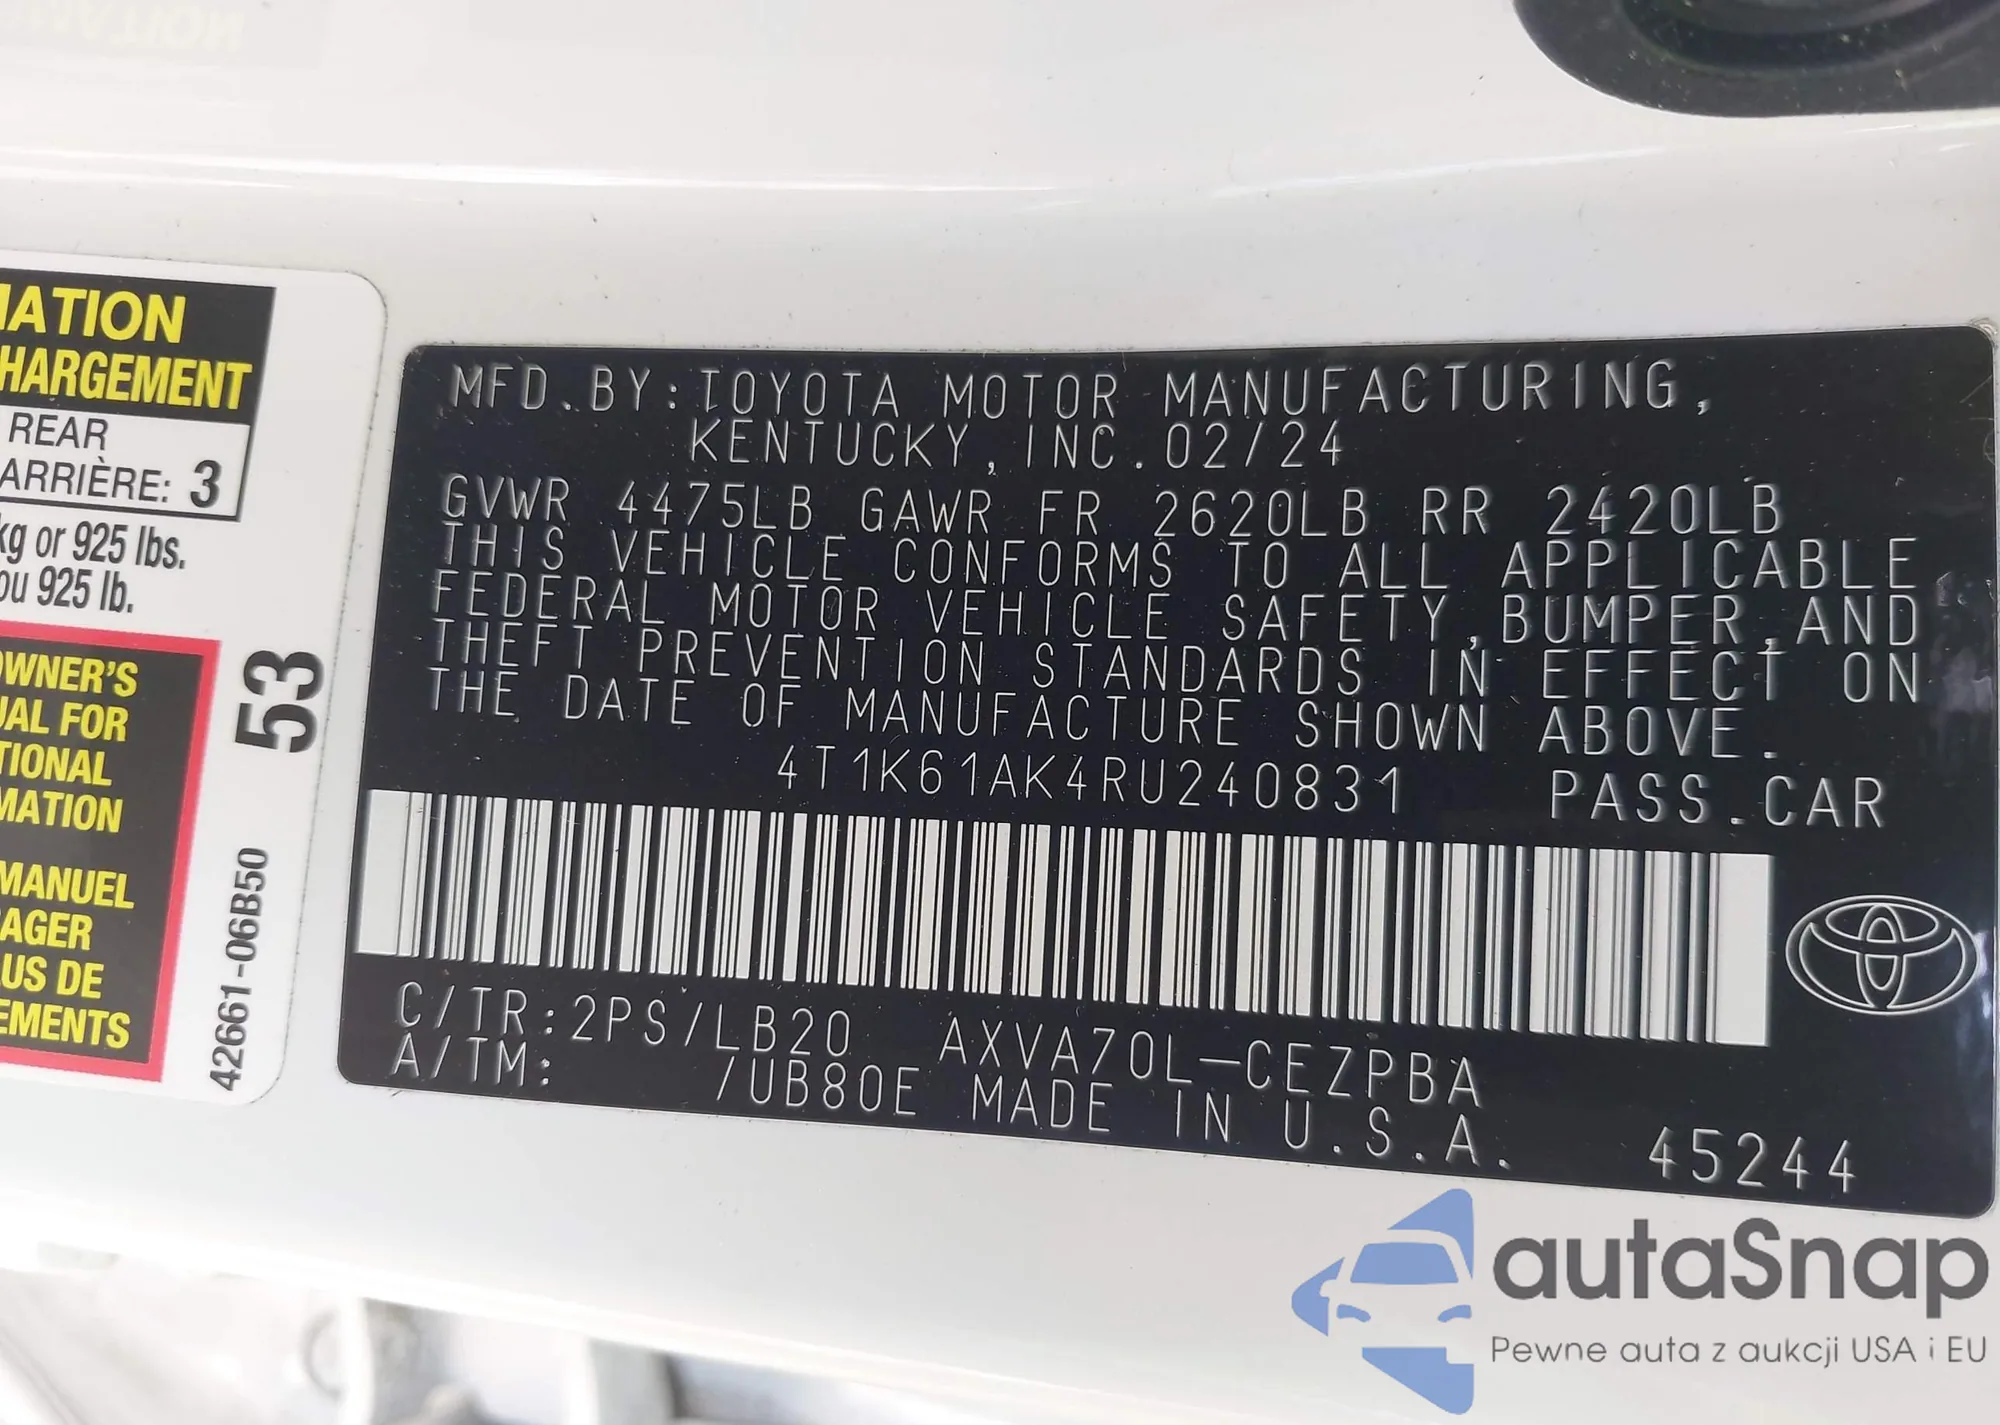 MATION
CHARGEMENT
REAR
ARRIÈRE: 3
kg or 925 lbs.
ou 925 lb.
OWNER'S
UAL FOR
TIONAL
MATION
MANUEL
AGER
LUS DE
EMENTS
53
42661-06B50
MFD.BY:TOYOTA MOTOR MANUFACTURING,
KENTUCKY,INC.02/24
GVWR 4475LB GAWR FR 2620LB RR 2420LB
THIS VEHICLE CONFORMS TO ALL APPLICABLE
FEDERAL MOTOR VEHICLE SAFETY,BUMPER,AND
THEFT PREVENTION STANDARDS IN EFFECT ON
THE DATE OF MANUFACTURE SHOWN ABOVE.
4T1K61AK4RU240831 PASS.CAR
C/TR:2PS/LB20 AXVA70L-CEZPBA
A/TM: /UB80E MADE IN U.S.A. 45244
autaSnap
Pewne auta z aukcji USA i EU